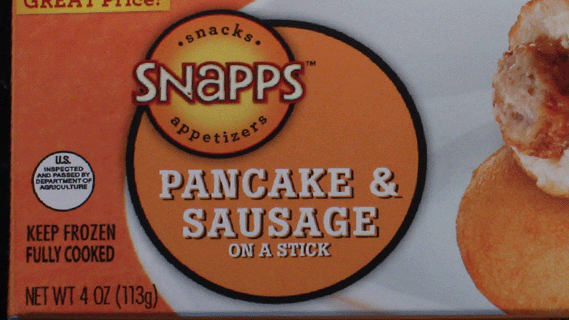 GREAT Price!
snacks
SNAPPS™
appetizers
PANCAKE &
SAUSAGE
ON A STICK
U.S.
INSPECTED
AND PASSED BY
DEPARTMENT OF
AGRICULTURE
KEEP FROZEN
FULLY COOKED
NET WT 4 OZ (113g)